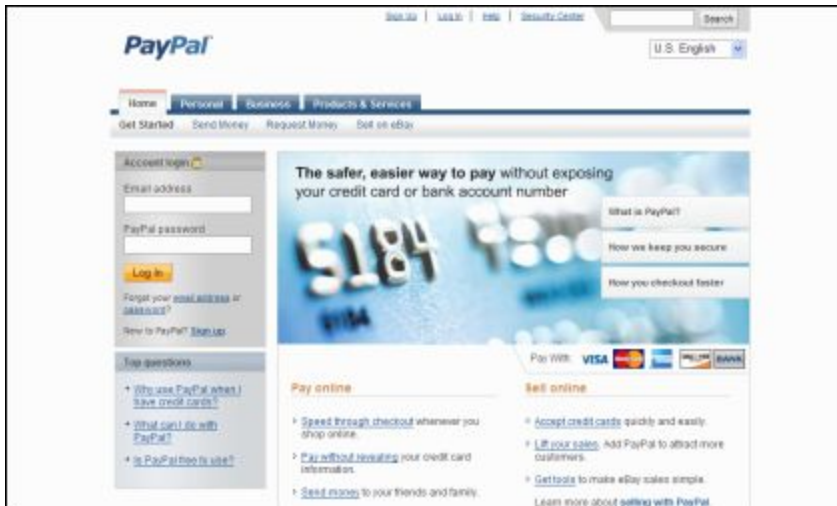 Sign Up | Log In | Help | Security Center
Search
PayPal
U.S. English
Home Personal Business Products & Services
Get Started Send Money Request Money Sell on eBay
Account login
Email address
PayPal password
Log In
Forgot your email address or
password?
New to PayPal? Sign up.
Top questions
Why use PayPal when I
have credit cards?
What can I do with
PayPal?
Is PayPal free to use?
The safer, easier way to pay without exposing
your credit card or bank account number
5184
5184
What is PayPal?
How we keep you secure
How you checkout faster
Pay With: VISA MasterCard DISCOVER BANK
Pay online
Speed through checkout whenever you
shop online.
Pay without revealing your credit card
information.
Send money to your friends and family.
Sell online
Accept credit cards quickly and easily.
Lift your sales. Add PayPal to attract more
customers.
Get tools to make eBay sales simple.
Learn more about selling with PayPal.